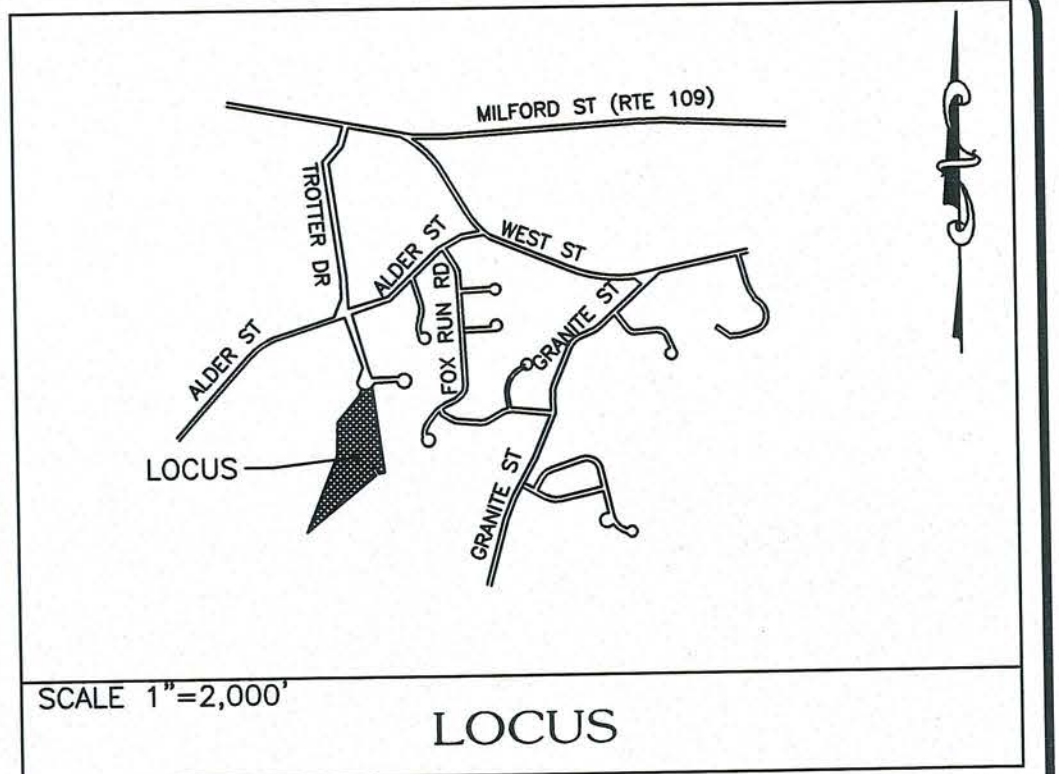 MILFORD ST (RTE 109)
TROTTER DR
ALDER ST
WEST ST
ALDER ST
FOX RUN RD
GRANITE ST
LOCUS
GRANITE ST
SCALE 1"=2,000'
LOCUS